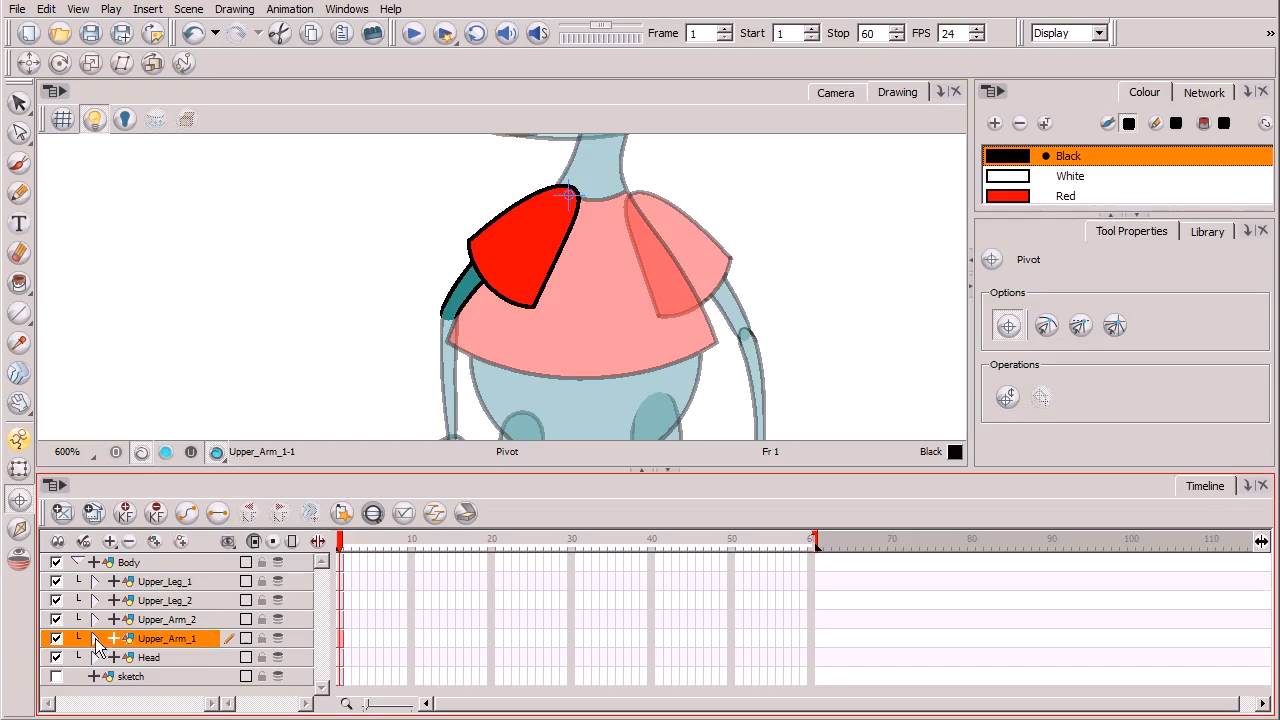 File Edit View Play Insert Scene Drawing Animation Windows Help
Frame 1 Start 1 Stop 60 FPS 24 Display »
Camera Drawing
Colour Network
Black
White
Red
Tool Properties Library
Pivot
Options
Operations
600% Upper_Arm_1-1 Pivot Fr 1 Black
Timeline
KF KF
10 20 30 40 50 6 70 80 90 100 110
Body
Upper_Leg_1
Upper_Leg_2
Upper_Arm_2
Upper_Arm_1
Head
sketch